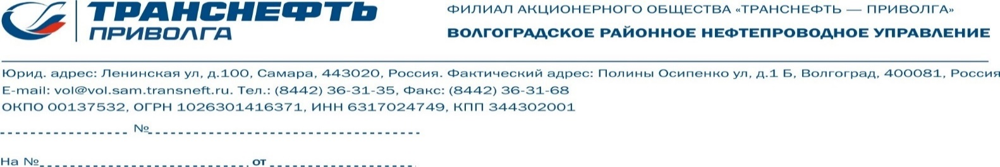 ТРАНСНЕФТЬ
ПРИВОЛГА
ФИЛИАЛ АКЦИОНЕРНОГО ОБЩЕСТВА «ТРАНСНЕФТЬ — ПРИВОЛГА»
ВОЛГОГРАДСКОЕ РАЙОННОЕ НЕФТЕПРОВОДНОЕ УПРАВЛЕНИЕ
Юрид. адрес: Ленинская ул, д.100, Самара, 443020, Россия. Фактический адрес: Полины Осипенко ул, д.1 Б, Волгоград, 400081, Россия
E-mail: vol@vol.sam.transneft.ru. Тел.: (8442) 36-31-35, Факс: (8442) 36-31-68
ОКПО 00137532, ОГРН 1026301416371, ИНН 6317024749, КПП 344302001
№
На № от